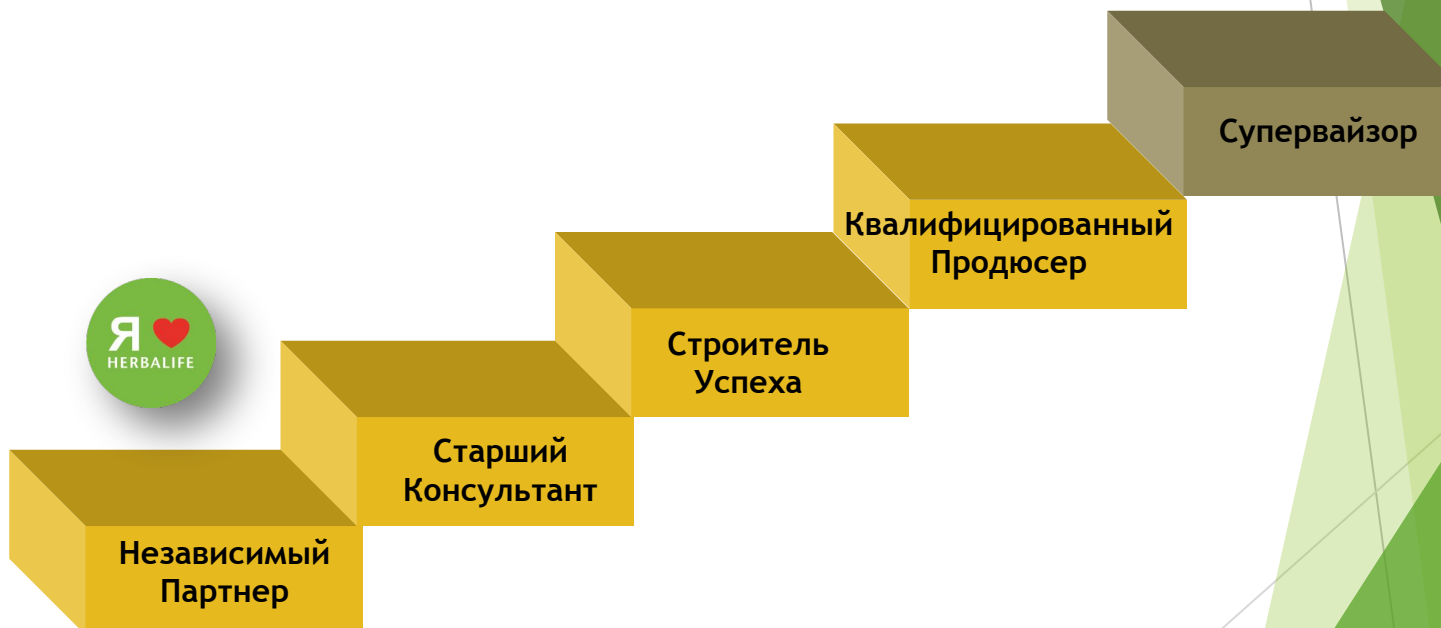 Супервайзор
Квалифицированный
Продюсер
Строитель
Успеха
Я
HERBALIFE
Старший
Консультант
Независимый
Партнер